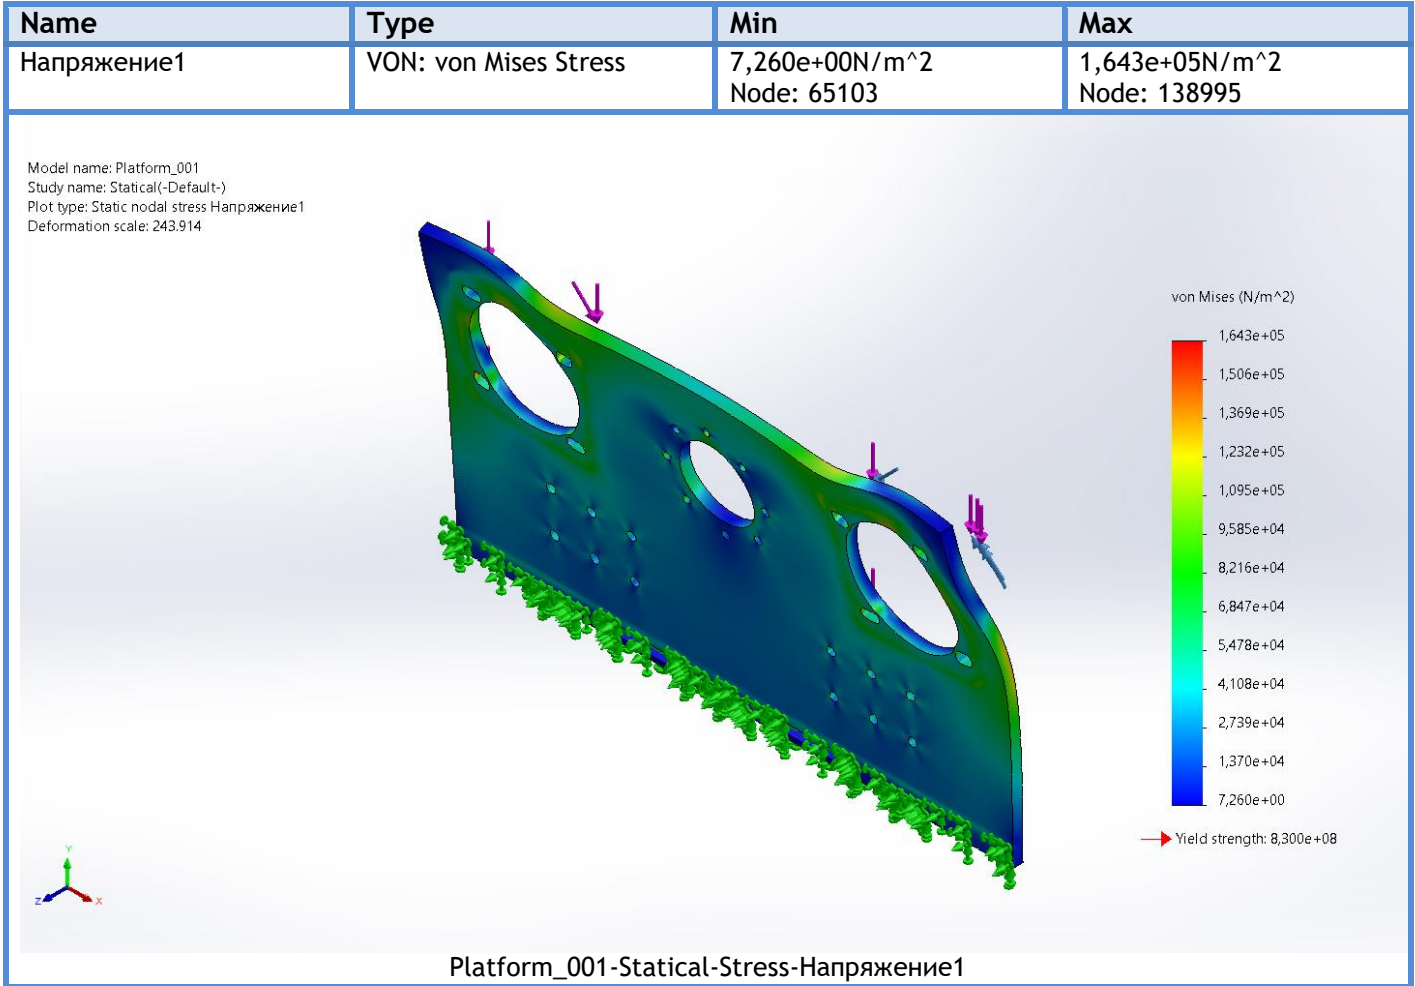 Name Type Min Max
Напряжение1 VON: von Mises Stress 7,260e+00N/m^2 1,643e+05N/m^2
Node: 65103 Node: 138995
Model name: Platform_001
Study name: Statical(-Default-)
Plot type: Static nodal stress Напряжение1
Deformation scale: 243.914
von Mises (N/m^2)
1,643e+05
1,506e+05
1,369e+05
1,232e+05
1,095e+05
9,585e+04
8,216e+04
6,847e+04
5,478e+04
4,108e+04
2,739e+04
1,370e+04
7,260e+00
Yield strength: 8,300e+08
Y
Z X
Platform_001-Statical-Stress-Напряжение1